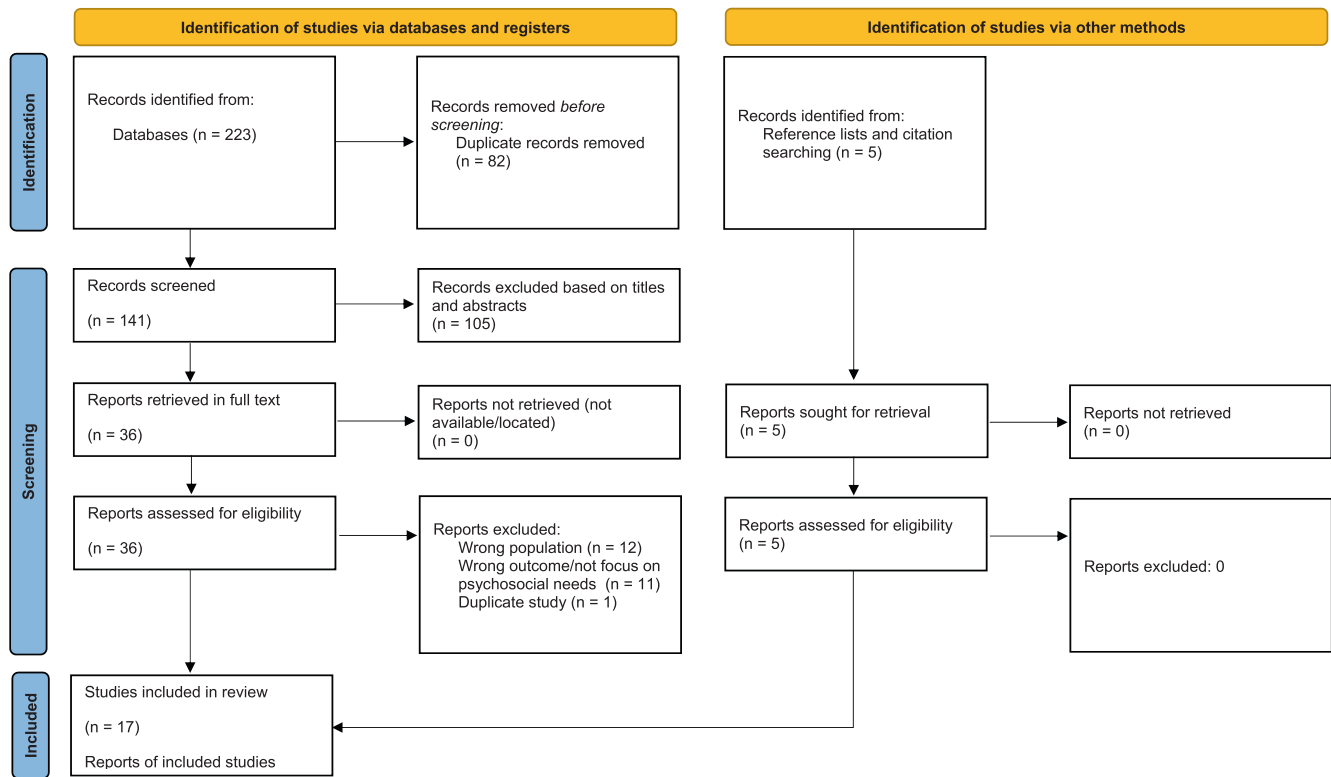 Identification of studies via databases and registers
Identification of studies via other methods
Identification
Records identified from:
Databases (n = 223)
Records removed before
screening:
Duplicate records removed
(n = 82)
Records identified from:
Reference lists and citation
searching (n = 5)
Screening
Records screened
(n = 141)
Records excluded based on titles
and abstracts
(n = 105)
Reports retrieved in full text
(n = 36)
Reports not retrieved (not
available/located)
(n = 0)
Reports sought for retrieval
(n = 5)
Reports not retrieved
(n = 0)
Reports assessed for eligibility
(n = 36)
Reports excluded:
Wrong population (n = 12)
Wrong outcome/not focus on
psychosocial needs (n = 11)
Duplicate study (n = 1)
Reports assessed for eligibility
(n = 5)
Reports excluded: 0
Included
Studies included in review
(n = 17)
Reports of included studies